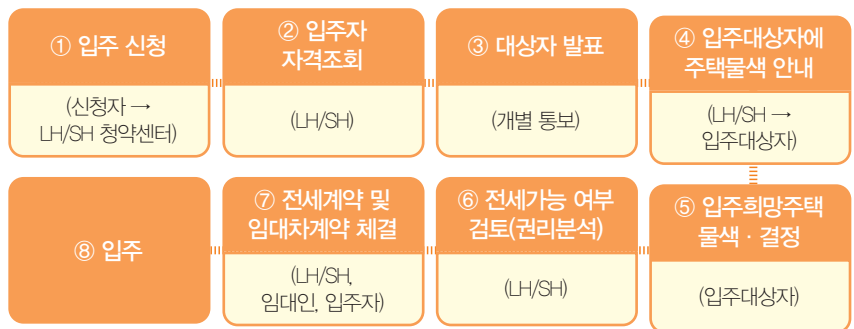 ① 입주 신청
(신청자 →
LH/SH 청약센터)
② 입주자
자격조회
(LH/SH)
③ 대상자 발표
(개별 통보)
④ 입주대상자에
주택물색 안내
(LH/SH →
입주대상자)
⑤ 입주희망주택
물색 · 결정
(입주대상자)
⑥ 전세가능 여부
검토(권리분석)
(LH/SH)
⑦ 전세계약 및
임대차계약 체결
(LH/SH,
임대인, 입주자)
⑧ 입주